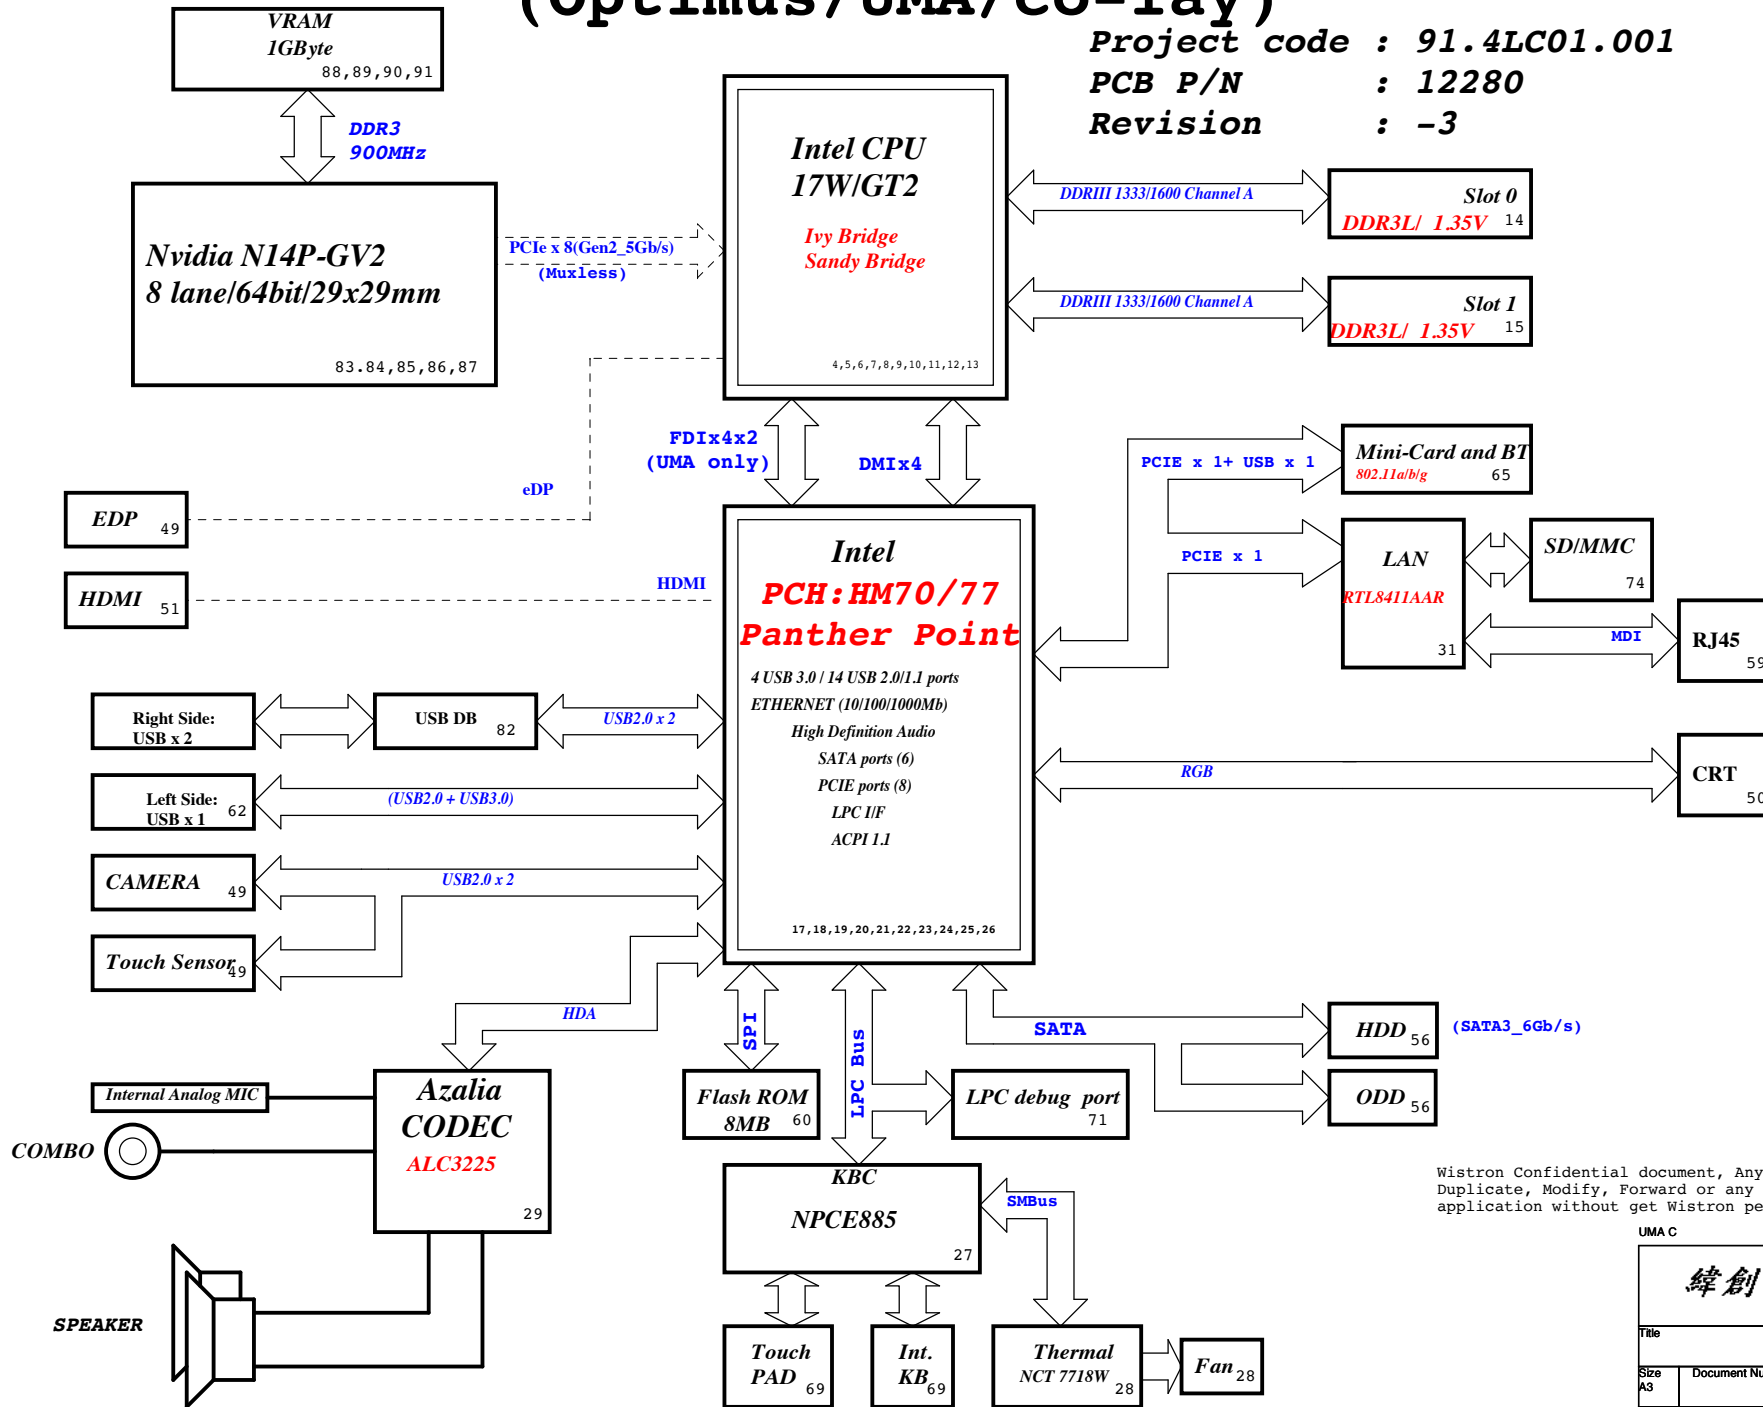 (Optimus/UMA/Co-lay)
Project code : 91.4LC01.001
PCB P/N : 12280
Revision : -3
VRAM
1GByte
88,89,90,91
DDR3
900MHz
Nvidia N14P-GV2
8 lane/64bit/29x29mm
83.84,85,86,87
PCIe x 8(Gen2_5Gb/s)
(Muxless)
Intel CPU
17W/GT2
Ivy Bridge
Sandy Bridge
4,5,6,7,8,9,10,11,12,13
DDRIII 1333/1600 Channel A
Slot 0
DDR3L/ 1.35V 14
DDRIII 1333/1600 Channel A
Slot 1
DDR3L/ 1.35V 15
FDIx4x2
(UMA only)
DMIx4
eDP
EDP 49
HDMI
HDMI 51
Intel
PCH:HM70/77
Panther Point
4 USB 3.0 / 14 USB 2.0/1.1 ports
ETHERNET (10/100/1000Mb)
High Definition Audio
SATA ports (6)
PCIE ports (8)
LPC I/F
ACPI 1.1
17,18,19,20,21,22,23,24,25,26
PCIE x 1+ USB x 1
Mini-Card and BT
802.11a/b/g 65
PCIE x 1
LAN
RTL8411AAR
31
SD/MMC
74
MDI
RJ45
59
RGB
CRT
50
Right Side:
USB x 2
USB DB
82
USB2.0 x 2
Left Side:
USB x 1 62
(USB2.0 + USB3.0)
CAMERA 49
USB2.0 x 2
Touch Sensor 49
HDA
SPI
LPC Bus
SATA
HDD 56
(SATA3_6Gb/s)
ODD 56
Internal Analog MIC
COMBO
Azalia
CODEC
ALC3225
29
SPEAKER
Flash ROM
8MB 60
LPC debug port
71
KBC
NPCE885
27
SMBus
Touch
PAD 69
Int.
KB 69
Thermal
NCT 7718W
28
Fan 28
Wistron Confidential document, Any
Duplicate, Modify, Forward or any
application without get Wistron pe
UMA C
緯創
Title
Size
A3
Document Nu